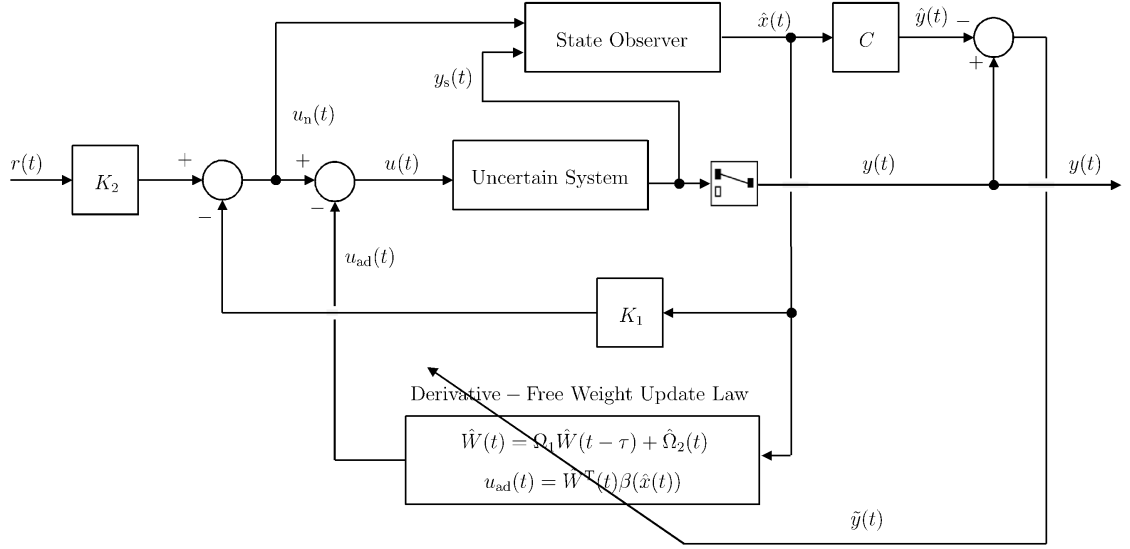 State Observer
x̂(t)
C
ŷ(t)
−
+
y_s(t)
u_n(t)
r(t)
K_2
+
−
+
−
u(t)
Uncertain System
y(t)
y(t)
u_ad(t)
K_1
Derivative − Free Weight Update Law
Ŵ(t) = Ω_1Ŵ(t − τ) + Ω̂_2(t)
u_ad(t) = Ŵ^T(t)β(x̂(t))
ỹ(t)